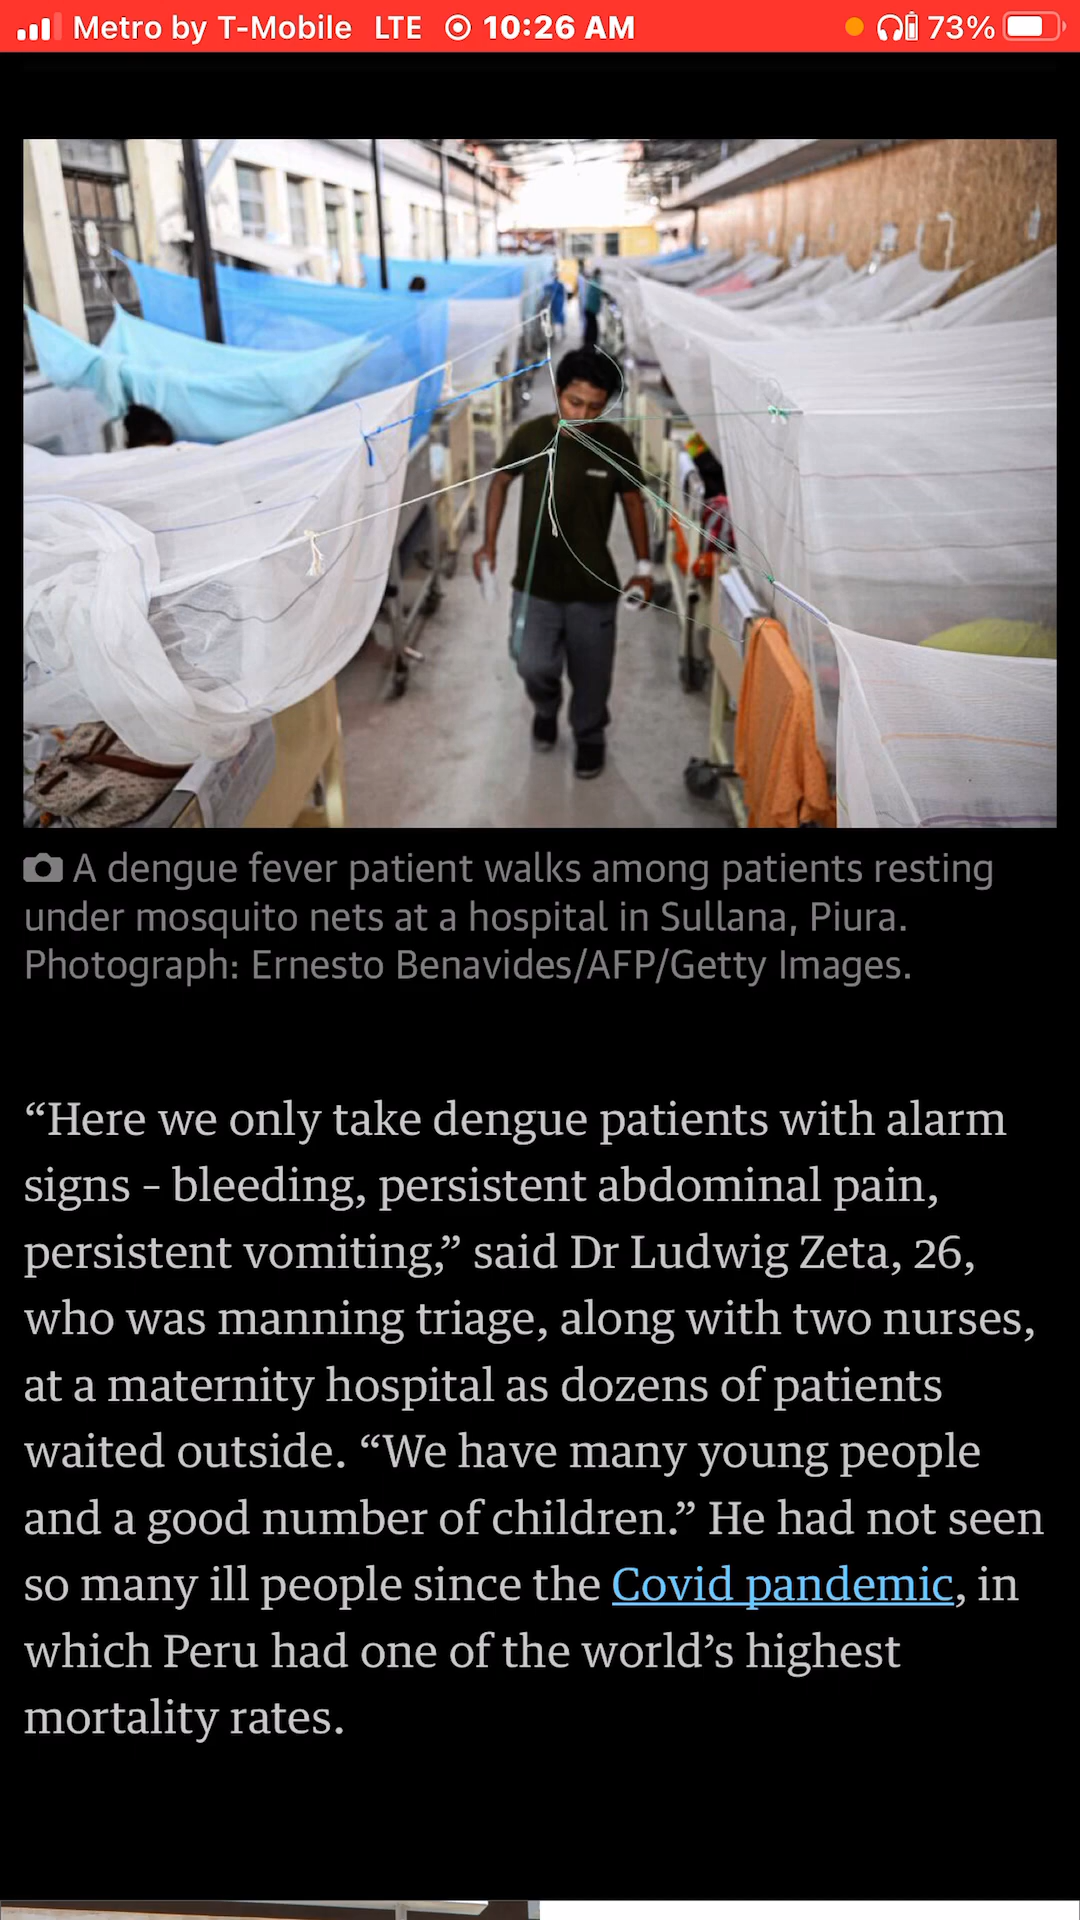 Metro by T-Mobile LTE 10:26 AM 73%
A dengue fever patient walks among patients resting
under mosquito nets at a hospital in Sullana, Piura.
Photograph: Ernesto Benavides/AFP/Getty Images.
“Here we only take dengue patients with alarm
signs – bleeding, persistent abdominal pain,
persistent vomiting,” said Dr Ludwig Zeta, 26,
who was manning triage, along with two nurses,
at a maternity hospital as dozens of patients
waited outside. “We have many young people
and a good number of children.” He had not seen
so many ill people since the Covid pandemic, in
which Peru had one of the world’s highest
mortality rates.